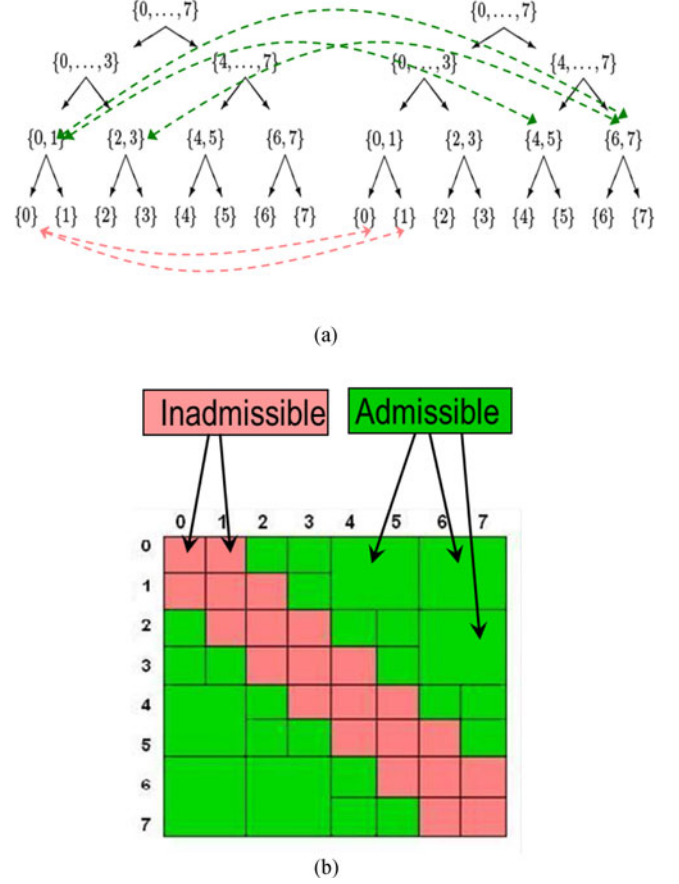 {0,...,7} {0,...,7}
{0,...,3} {4,...,7} {0,...,3} {4,...,7}
{0,1} {2,3} {4,5} {6,7} {0,1} {2,3} {4,5} {6,7}
{0} {1} {2} {3} {4} {5} {6} {7} {0} {1} {2} {3} {4} {5} {6} {7}
(a)
Inadmissible Admissible
0 1 2 3 4 5 6 7
0
1
2
3
4
5
6
7
(b)